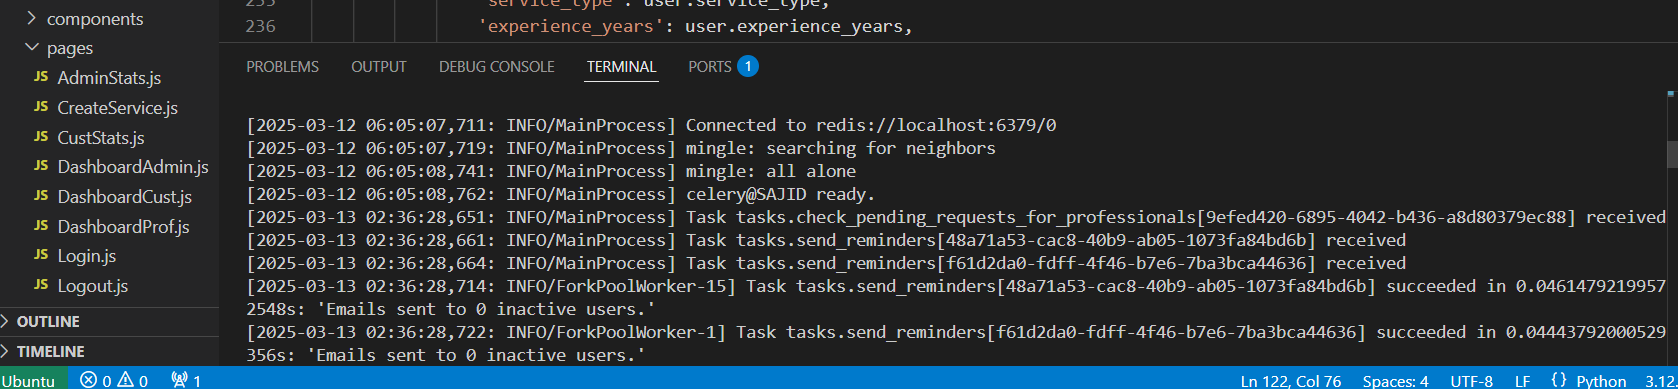 components
pages
JS AdminStats.js
JS CreateService.js
JS CustStats.js
JS DashboardAdmin.js
JS DashboardCust.js
JS DashboardProf.js
JS Login.js
JS Logout.js
OUTLINE
TIMELINE
235 'service_type': user.service_type,
236 'experience_years': user.experience_years,
PROBLEMS OUTPUT DEBUG CONSOLE TERMINAL PORTS 1
[2025-03-12 06:05:07,711: INFO/MainProcess] Connected to redis://localhost:6379/0
[2025-03-12 06:05:07,719: INFO/MainProcess] mingle: searching for neighbors
[2025-03-12 06:05:08,741: INFO/MainProcess] mingle: all alone
[2025-03-12 06:05:08,762: INFO/MainProcess] celery@SAJID ready.
[2025-03-13 02:36:28,651: INFO/MainProcess] Task tasks.check_pending_requests_for_professionals[9efed420-6895-4042-b436-a8d80379ec88] received
[2025-03-13 02:36:28,661: INFO/MainProcess] Task tasks.send_reminders[48a71a53-cac8-40b9-ab05-1073fa84bd6b] received
[2025-03-13 02:36:28,664: INFO/MainProcess] Task tasks.send_reminders[f61d2da0-fdff-4f46-b7e6-7ba3bca44636] received
[2025-03-13 02:36:28,714: INFO/ForkPoolWorker-15] Task tasks.send_reminders[48a71a53-cac8-40b9-ab05-1073fa84bd6b] succeeded in 0.0461479219957
2548s: 'Emails sent to 0 inactive users.'
[2025-03-13 02:36:28,722: INFO/ForkPoolWorker-1] Task tasks.send_reminders[f61d2da0-fdff-4f46-b7e6-7ba3bca44636] succeeded in 0.04443792000529
356s: 'Emails sent to 0 inactive users.'
Ubuntu 0 0 1 Ln 122, Col 76 Spaces: 4 UTF-8 LF {} Python 3.12